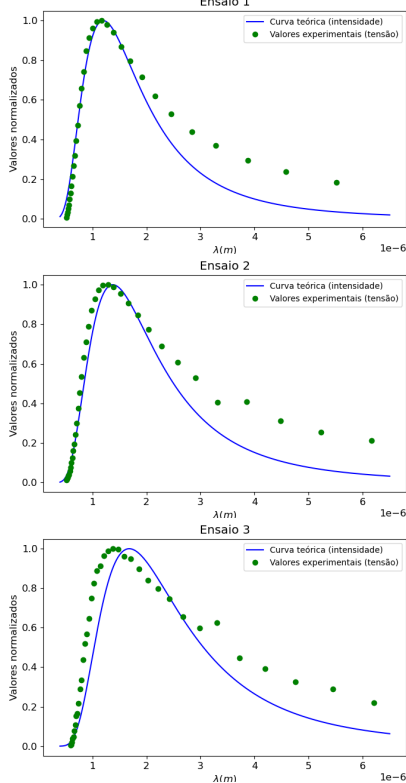 Ensaio 1
Valores normalizados
1.0
0.8
0.6
0.4
0.2
0.0
Curva teórica (intensidade)
Valores experimentais (tensão)
1 2 3 4 5 6
λ(m)
1e−6
Ensaio 2
Valores normalizados
1.0
0.8
0.6
0.4
0.2
0.0
Curva teórica (intensidade)
Valores experimentais (tensão)
1 2 3 4 5 6
λ(m)
1e−6
Ensaio 3
Valores normalizados
1.0
0.8
0.6
0.4
0.2
0.0
Curva teórica (intensidade)
Valores experimentais (tensão)
1 2 3 4 5 6
λ(m)
1e−6